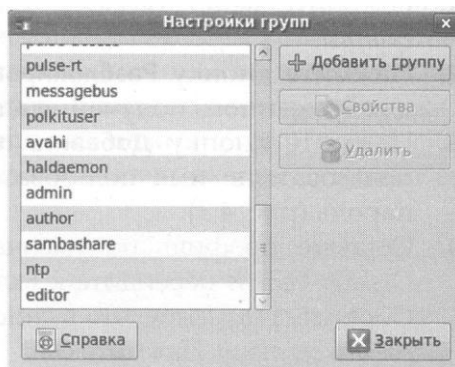 Настройки групп
pulse-rt
messagebus
polkituser
avahi
haldaemon
admin
author
sambashare
ntp
editor
Добавить группу
Свойства
Удалить
Справка
Закрыть